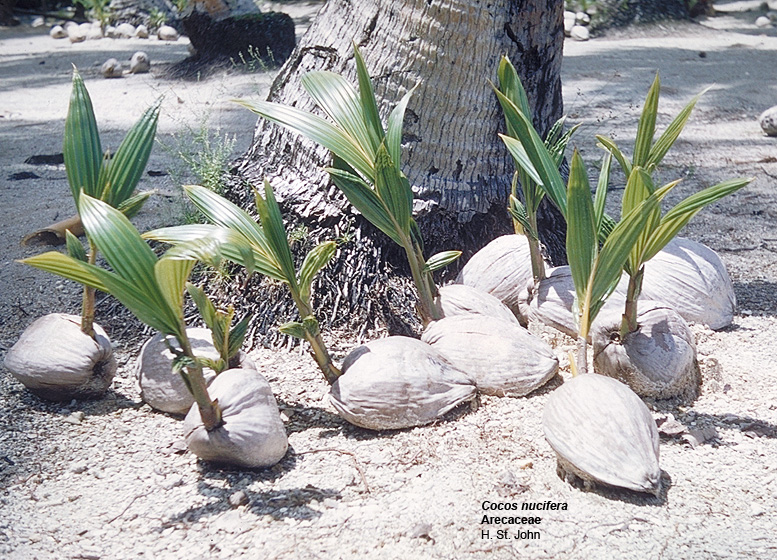 Cocos nucifera
Arecaceae
H. St. John